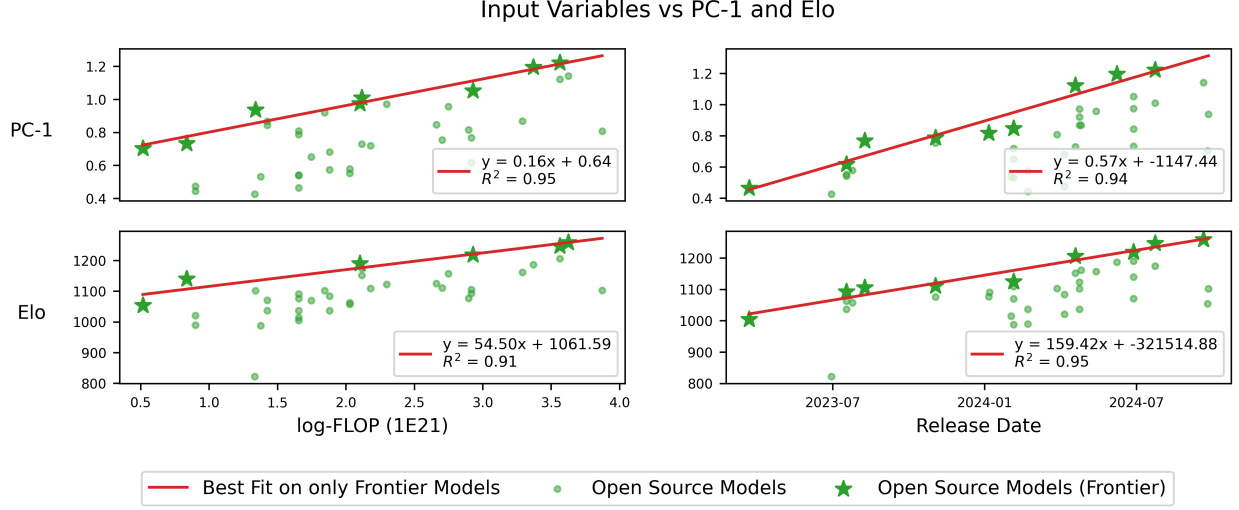 Input Variables vs PC-1 and Elo
PC-1
1.2
1.0
0.8
0.6
0.4
y = 0.16x + 0.64
R² = 0.95
1.2
1.0
0.8
0.6
0.4
y = 0.57x + -1147.44
R² = 0.94
Elo
1200
1100
1000
900
800
y = 54.50x + 1061.59
R² = 0.91
0.5 1.0 1.5 2.0 2.5 3.0 3.5 4.0
log-FLOP (1E21)
1200
1100
1000
900
800
y = 159.42x + -321514.88
R² = 0.95
2023-07 2024-01 2024-07
Release Date
Best Fit on only Frontier Models Open Source Models Open Source Models (Frontier)